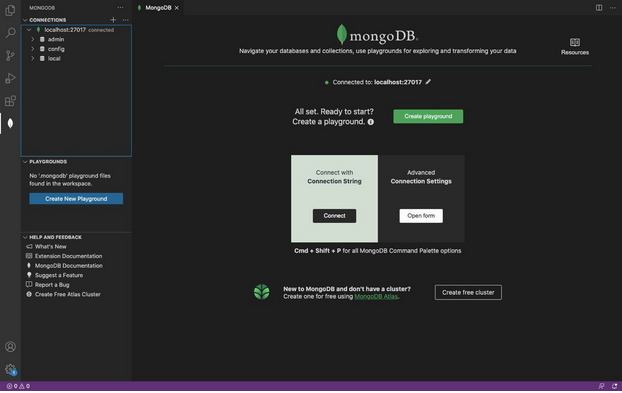 MONGODB
MongoDB
CONNECTIONS
localhost:27017 connected
admin
config
local
PLAYGROUNDS
No '.mongodb' playground files
found in the workspace.
Create New Playground
HELP AND FEEDBACK
What's New
Extension Documentation
MongoDB Documentation
Suggest a Feature
Report a Bug
Create Free Atlas Cluster
mongoDB.
Navigate your databases and collections, use playgrounds for exploring and transforming your data
Resources
Connected to: localhost:27017
All set. Ready to start?
Create a playground.
Create playground
Connect with
Connection String
Connect
Advanced
Connection Settings
Open form
Cmd + Shift + P for all MongoDB Command Palette options
New to MongoDB and don't have a cluster?
Create one for free using MongoDB Atlas.
Create free cluster
0 0